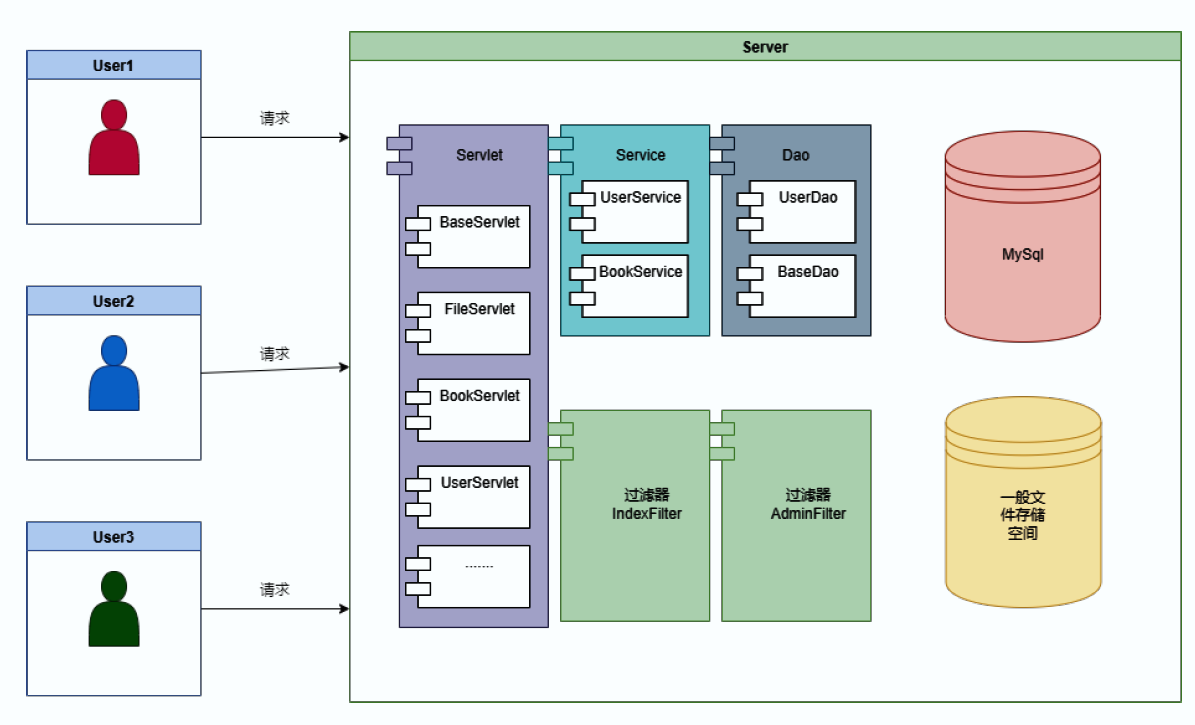 User1
请求
User2
请求
User3
请求
Server
Servlet
BaseServlet
FileServlet
BookServlet
UserServlet
.......
Service
UserService
BookService
Dao
UserDao
BaseDao
过滤器
IndexFilter
过滤器
AdminFilter
MySql
一般文
件存储
空间